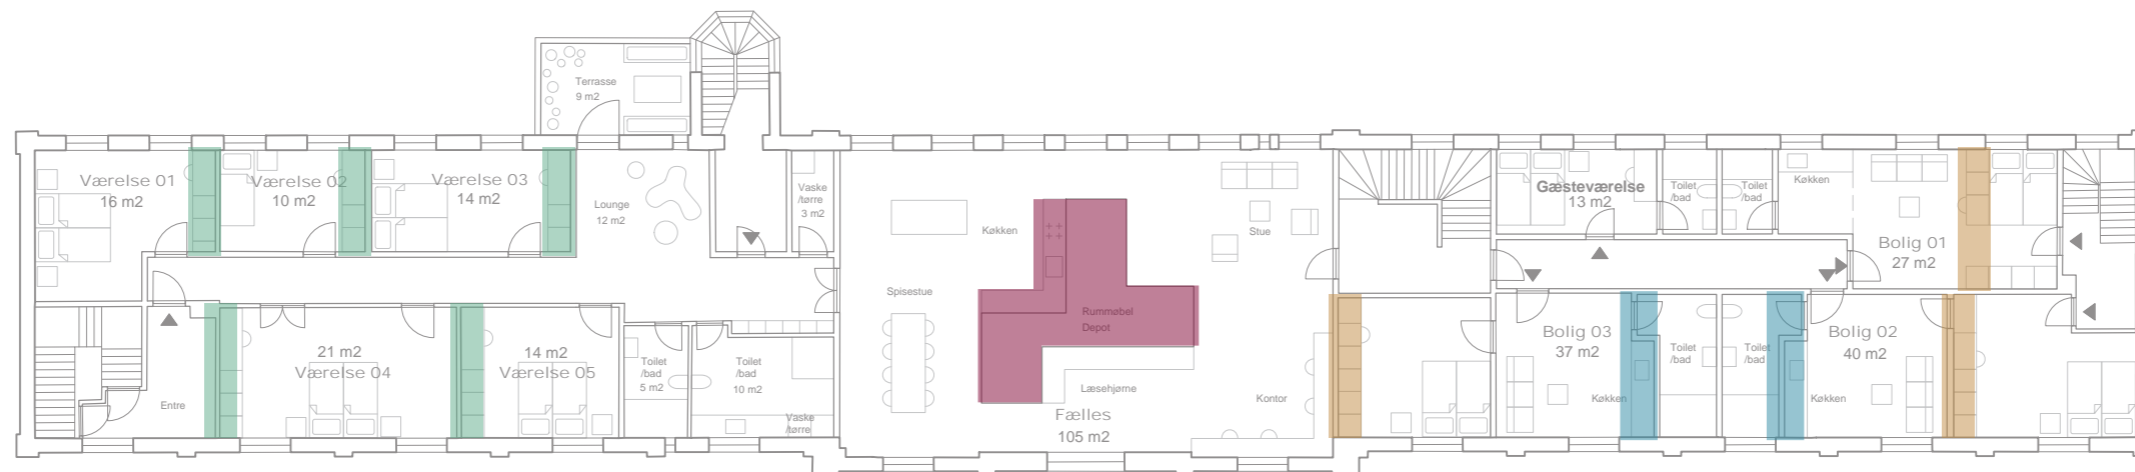 Terrasse
9 m2
Værelse 01
16 m2
Værelse 02
10 m2
Værelse 03
14 m2
Lounge
12 m2
Vaske
/tørre
3 m2
Køkken
Stue
Gæsteværelse
13 m2
Toilet
/bad
Toilet
/bad
Køkken
Bolig 01
27 m2
Spisestue
Rummøbel
Depot
Læsehjørne
Kontor
Fælles
105 m2
Entre
21 m2
Værelse 04
14 m2
Værelse 05
Toilet
/bad
5 m2
Toilet
/bad
10 m2
Vaske
/tørre
Bolig 03
37 m2
Køkken
Toilet
/bad
Toilet
/bad
Køkken
Bolig 02
40 m2